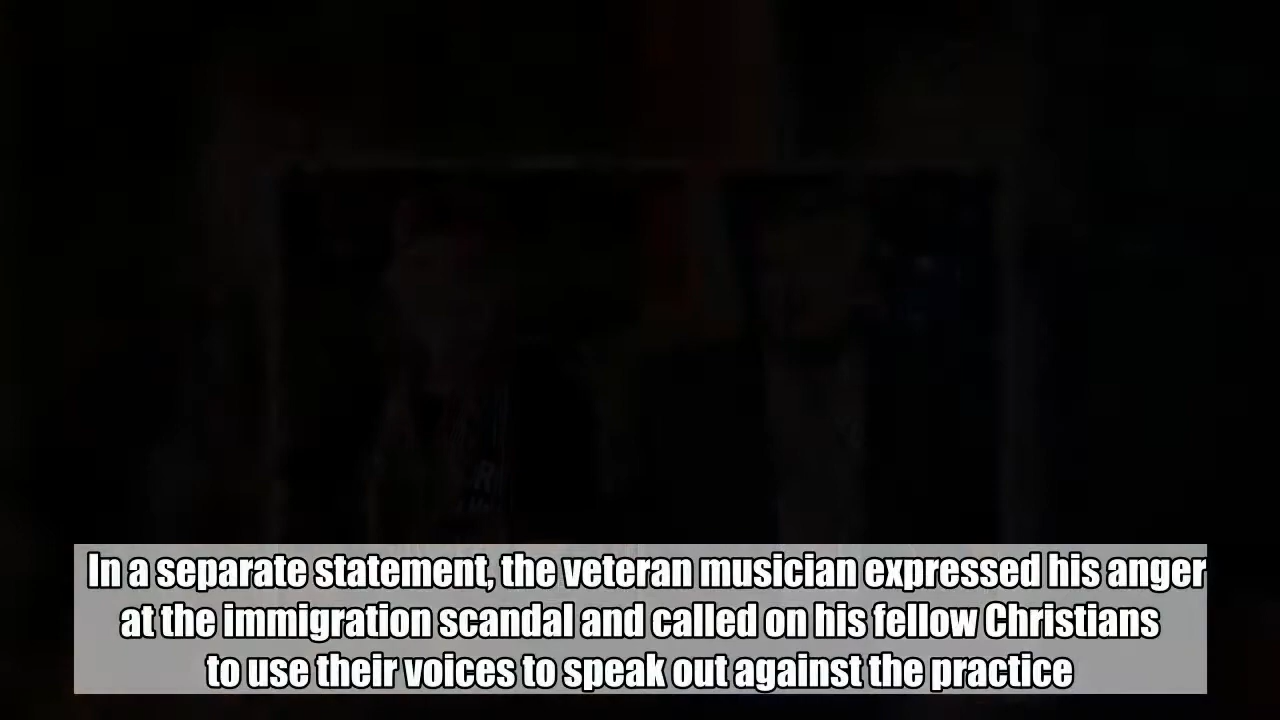 In a separate statement, the veteran musician expressed his anger
at the immigration scandal and called on his fellow Christians
to use their voices to speak out against the practice